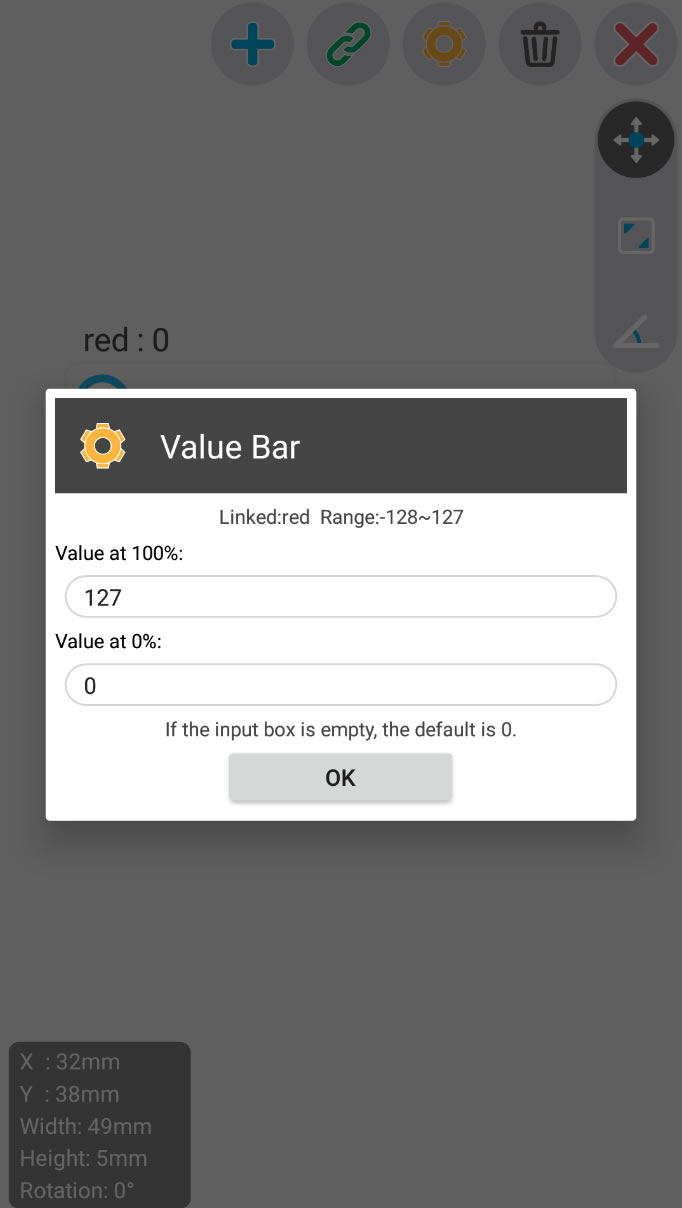 red : 0
Value Bar
Linked:red  Range:-128~127
Value at 100%:
127
Value at 0%:
0
If the input box is empty, the default is 0.
OK
X : 32mm
Y : 38mm
Width: 49mm
Height: 5mm
Rotation: 0°